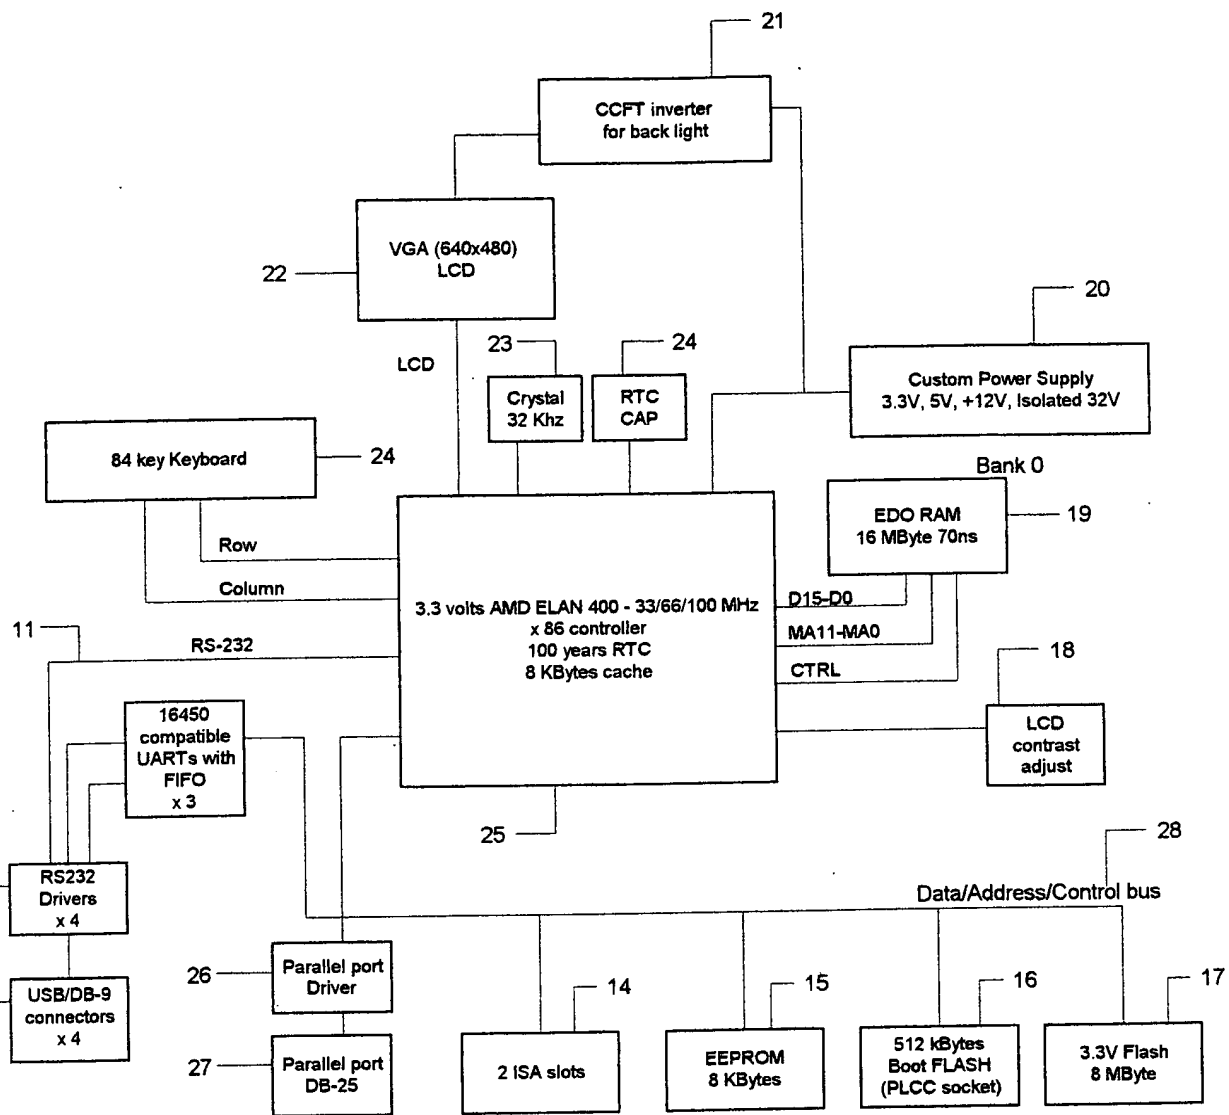 21
CCFT inverter
for back light
VGA (640x480)
LCD
22
20
23
24
LCD
Crystal
32 Khz
RTC
CAP
Custom Power Supply
3.3V, 5V, +12V, Isolated 32V
84 key Keyboard
24
Bank 0
EDO RAM
16 MByte 70ns
19
Row
Column
3.3 volts AMD ELAN 400 - 33/66/100 MHz
x 86 controller
100 years RTC
8 KBytes cache
D15-D0
MA11-MA0
CTRL
11
RS-232
18
16450
compatible
UARTs with
FIFO
x 3
LCD
contrast
adjust
25
28
RS232
Drivers
x 4
Data/Address/Control bus
26
Parallel port
Driver
USB/DB-9
connectors
x 4
14
15
16
17
27
Parallel port
DB-25
2 ISA slots
EEPROM
8 KBytes
512 kBytes
Boot FLASH
(PLCC socket)
3.3V Flash
8 MByte